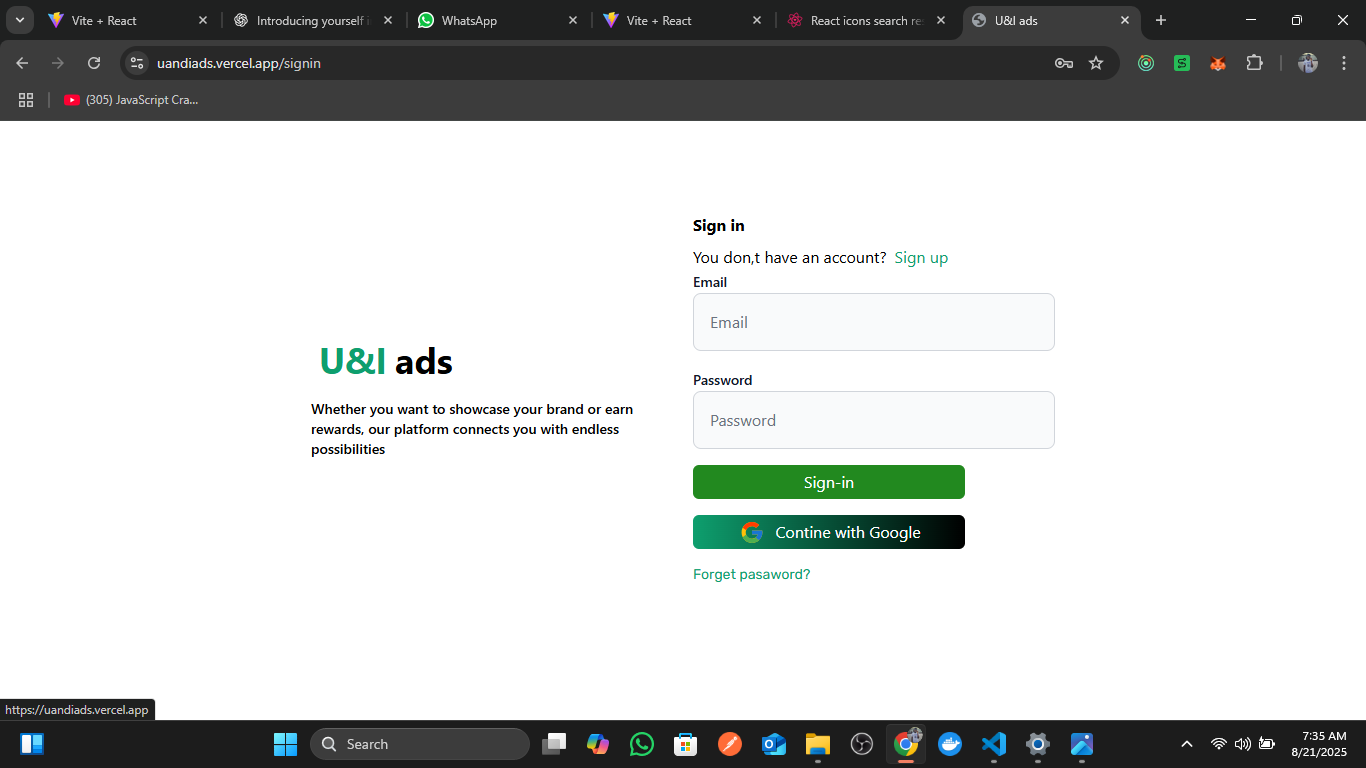 Vite + React
Introducing yourself i
WhatsApp
Vite + React
React icons search re
U&I ads
uandiads.vercel.app/signin
(305) JavaScript Cra...
Sign in
You don,t have an account? Sign up
Email
Email
Password
Password
Sign-in
Contine with Google
Forget pasaword?
U&I ads
Whether you want to showcase your brand or earn
rewards, our platform connects you with endless
possibilities
https://uandiads.vercel.app
Search
7:35 AM
8/21/2025